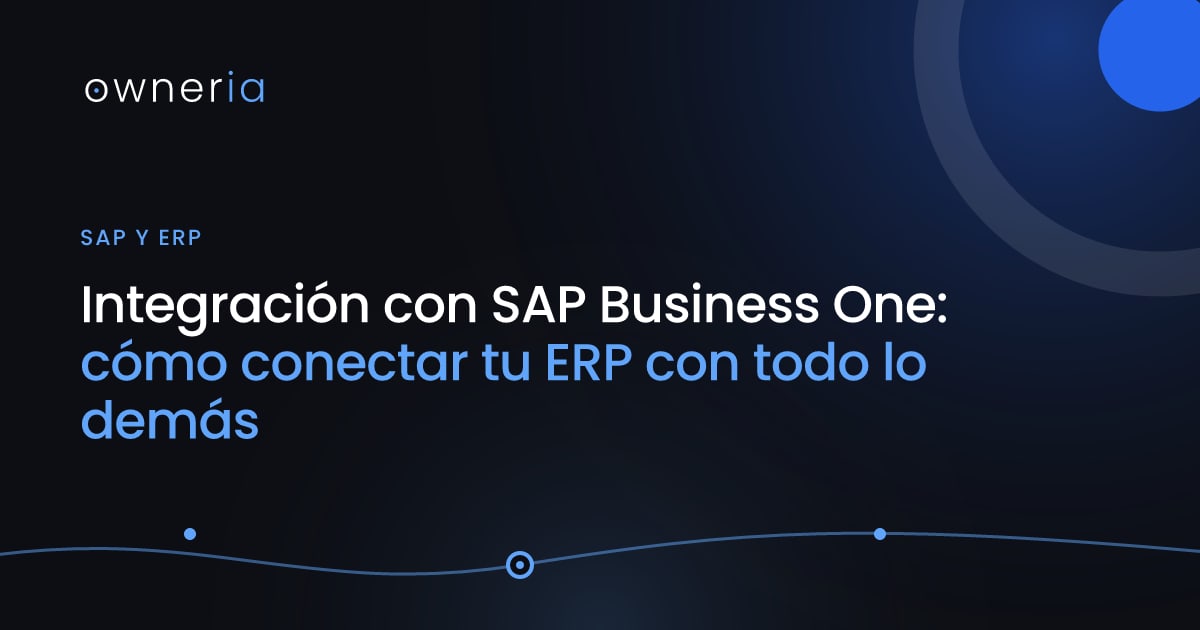 owneria
SAP Y ERP
Integración con SAP Business One:
cómo conectar tu ERP con todo lo
demás